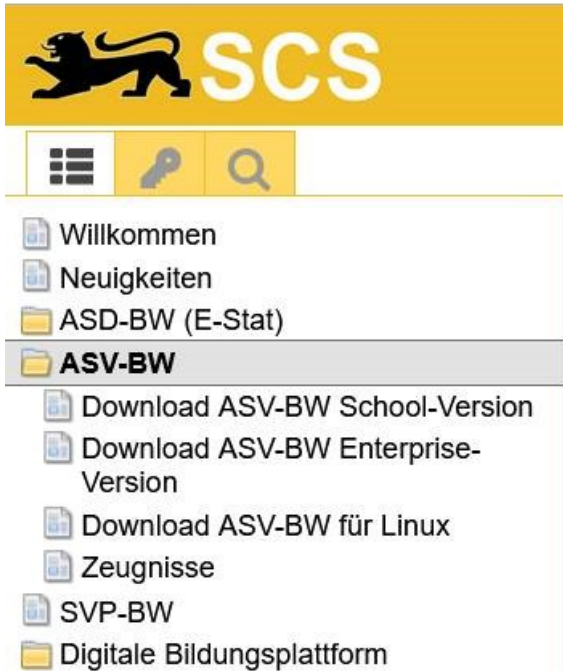 SCS
Willkommen
Neuigkeiten
ASD-BW (E-Stat)
ASV-BW
Download ASV-BW School-Version
Download ASV-BW Enterprise-
Version
Download ASV-BW für Linux
Zeugnisse
SVP-BW
Digitale Bildungsplattform